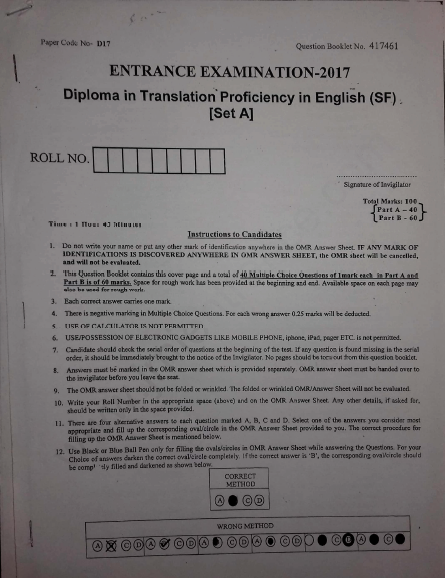 Paper Code No- D17
Question Booklet No. 417461
ENTRANCE EXAMINATION-2017
Diploma in Translation Proficiency in English (SF)
[Set A]
ROLL NO.
Signature of Invigilator
Total Marks: 100
Part A – 40
Part B - 60
Time : 1 Hour 45 Minutes
Instructions to Candidates
1. Do not write your name or put any other mark of identification anywhere in the OMR Answer Sheet. IF ANY MARK OF
IDENTIFICATIONS IS DISCOVERED ANYWHERE IN OMR ANSWER SHEET, the OMR sheet will be cancelled,
and will not be evaluated.
2. This Question Booklet contains this cover page and a total of 40 Multiple Choice Questions of 1mark each in Part A and
Part B is of 60 marks. Space for rough work has been provided at the beginning and end. Available space on each page may
also be used for rough work.
3. Each correct answer carries one mark.
4. There is negative marking in Multiple Choice Questions. For each wrong answer 0.25 marks will be deducted.
5. USE OF CALCULATOR IS NOT PERMITTED
6. USE/POSSESSION OF ELECTRONIC GADGETS LIKE MOBILE PHONE, iphone, iPad, pager ETC. is not permitted.
7. Candidate should check the serial order of questions at the beginning of the test. If any question is found missing in the serial
order, it should be immediately brought to the notice of the Invigilator. No pages should be torn out from this question booklet.
8. Answers must be marked in the OMR answer sheet which is provided separately. OMR answer sheet must be handed over to
the invigilator before you leave the seat.
9. The OMR answer sheet should not be folded or wrinkled. The folded or wrinkled OMR/Answer Sheet will not be evaluated.
10. Write your Roll Number in the appropriate space (above) and on the OMR Answer Sheet. Any other details, if asked for,
should be written only in the space provided.
11. There are four alternative answers to each question marked A, B, C and D. Select one of the answers you consider most
appropriate and fill up the corresponding oval/circle in the OMR Answer Sheet provided to you. The correct procedure for
filling up the OMR Answer Sheet is mentioned below.
12. Use Black or Blue Ball Pen only for filling the ovals/circles in OMR Answer Sheet while answering the Questions. For your
Choice of answers darken the correct oval/circle completely. If the correct answer is 'B', the corresponding oval/circle should
be filled and darkened as shown below.
CORRECT
METHOD
A C D
WRONG METHOD
A C D A C D A C D A C D C B C